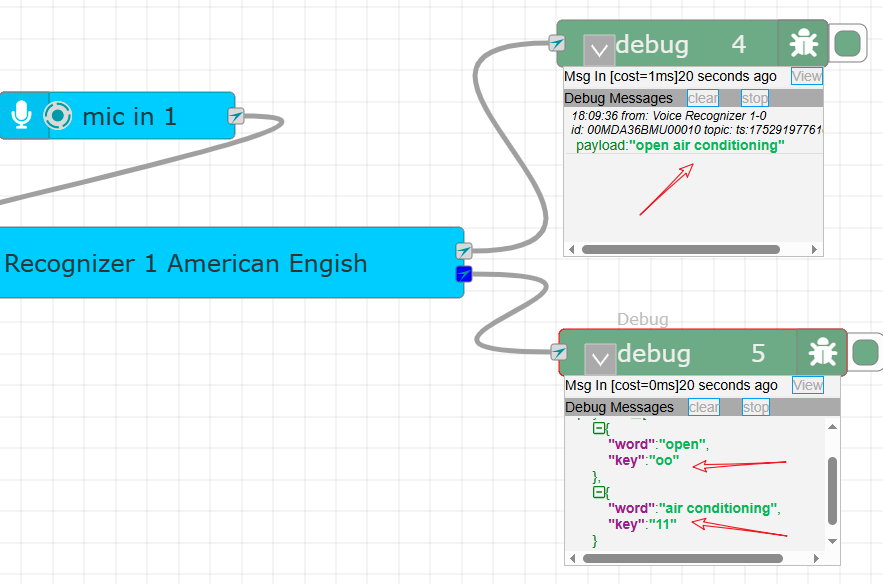 debug 4
Msg In [cost=1ms]20 seconds ago View
Debug Messages clear stop
18:09:36 from: Voice Recognizer 1-0
id: 00MDA36BMU00010 topic: ts:1752919776
payload:"open air conditioning"
mic in 1
Recognizer 1 American Engish
Debug
debug 5
Msg In [cost=0ms]20 seconds ago View
Debug Messages clear stop
{
"word":"open",
"key":"oo"
},
{
"word":"air conditioning",
"key":"11"
}